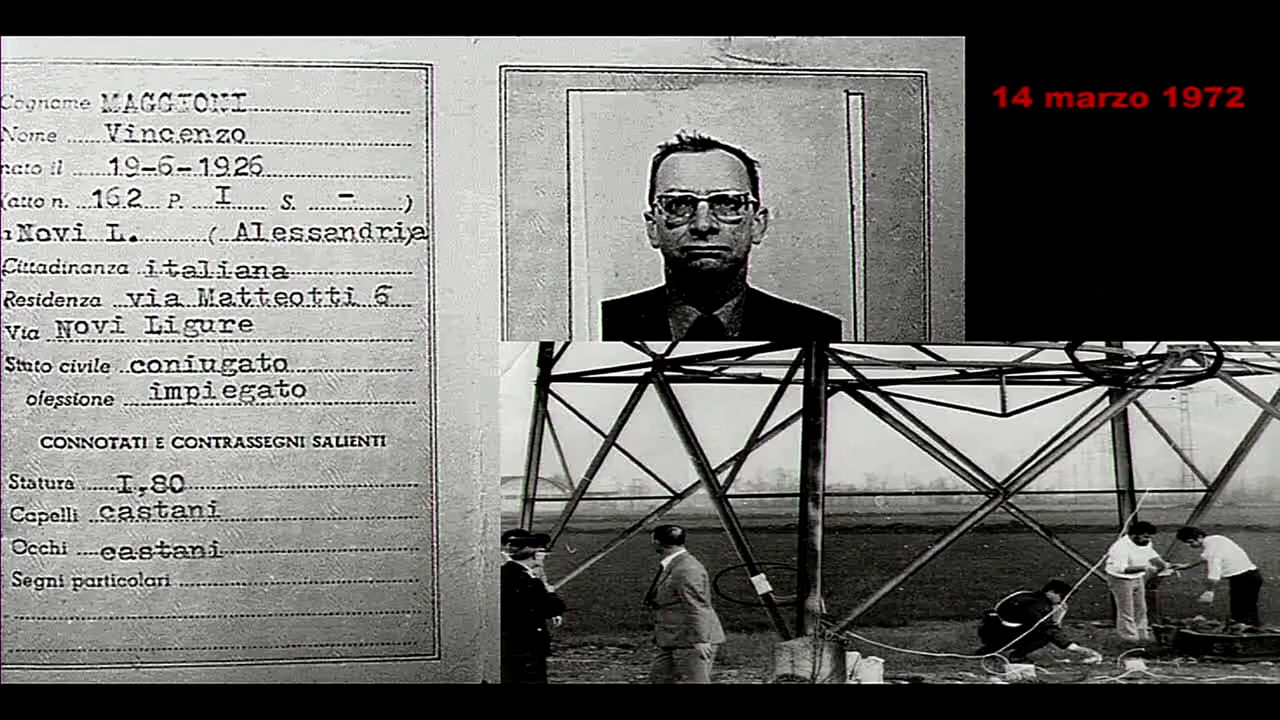 Cognome MAGGIONI
Nome Vincenzo
nato il 19-6-1926
(atto n. 162 P. I S. - )
Novi L. ( Alessandria
Cittadinanza italiana
Residenza via Matteotti 6
Via Novi Ligure
Stato civile coniugato
ofessione impiegato
CONNOTATI E CONTRASSEGNI SALIENTI
Statura I,80
Capelli castani
Occhi castani
Segni particolari
14 marzo 1972